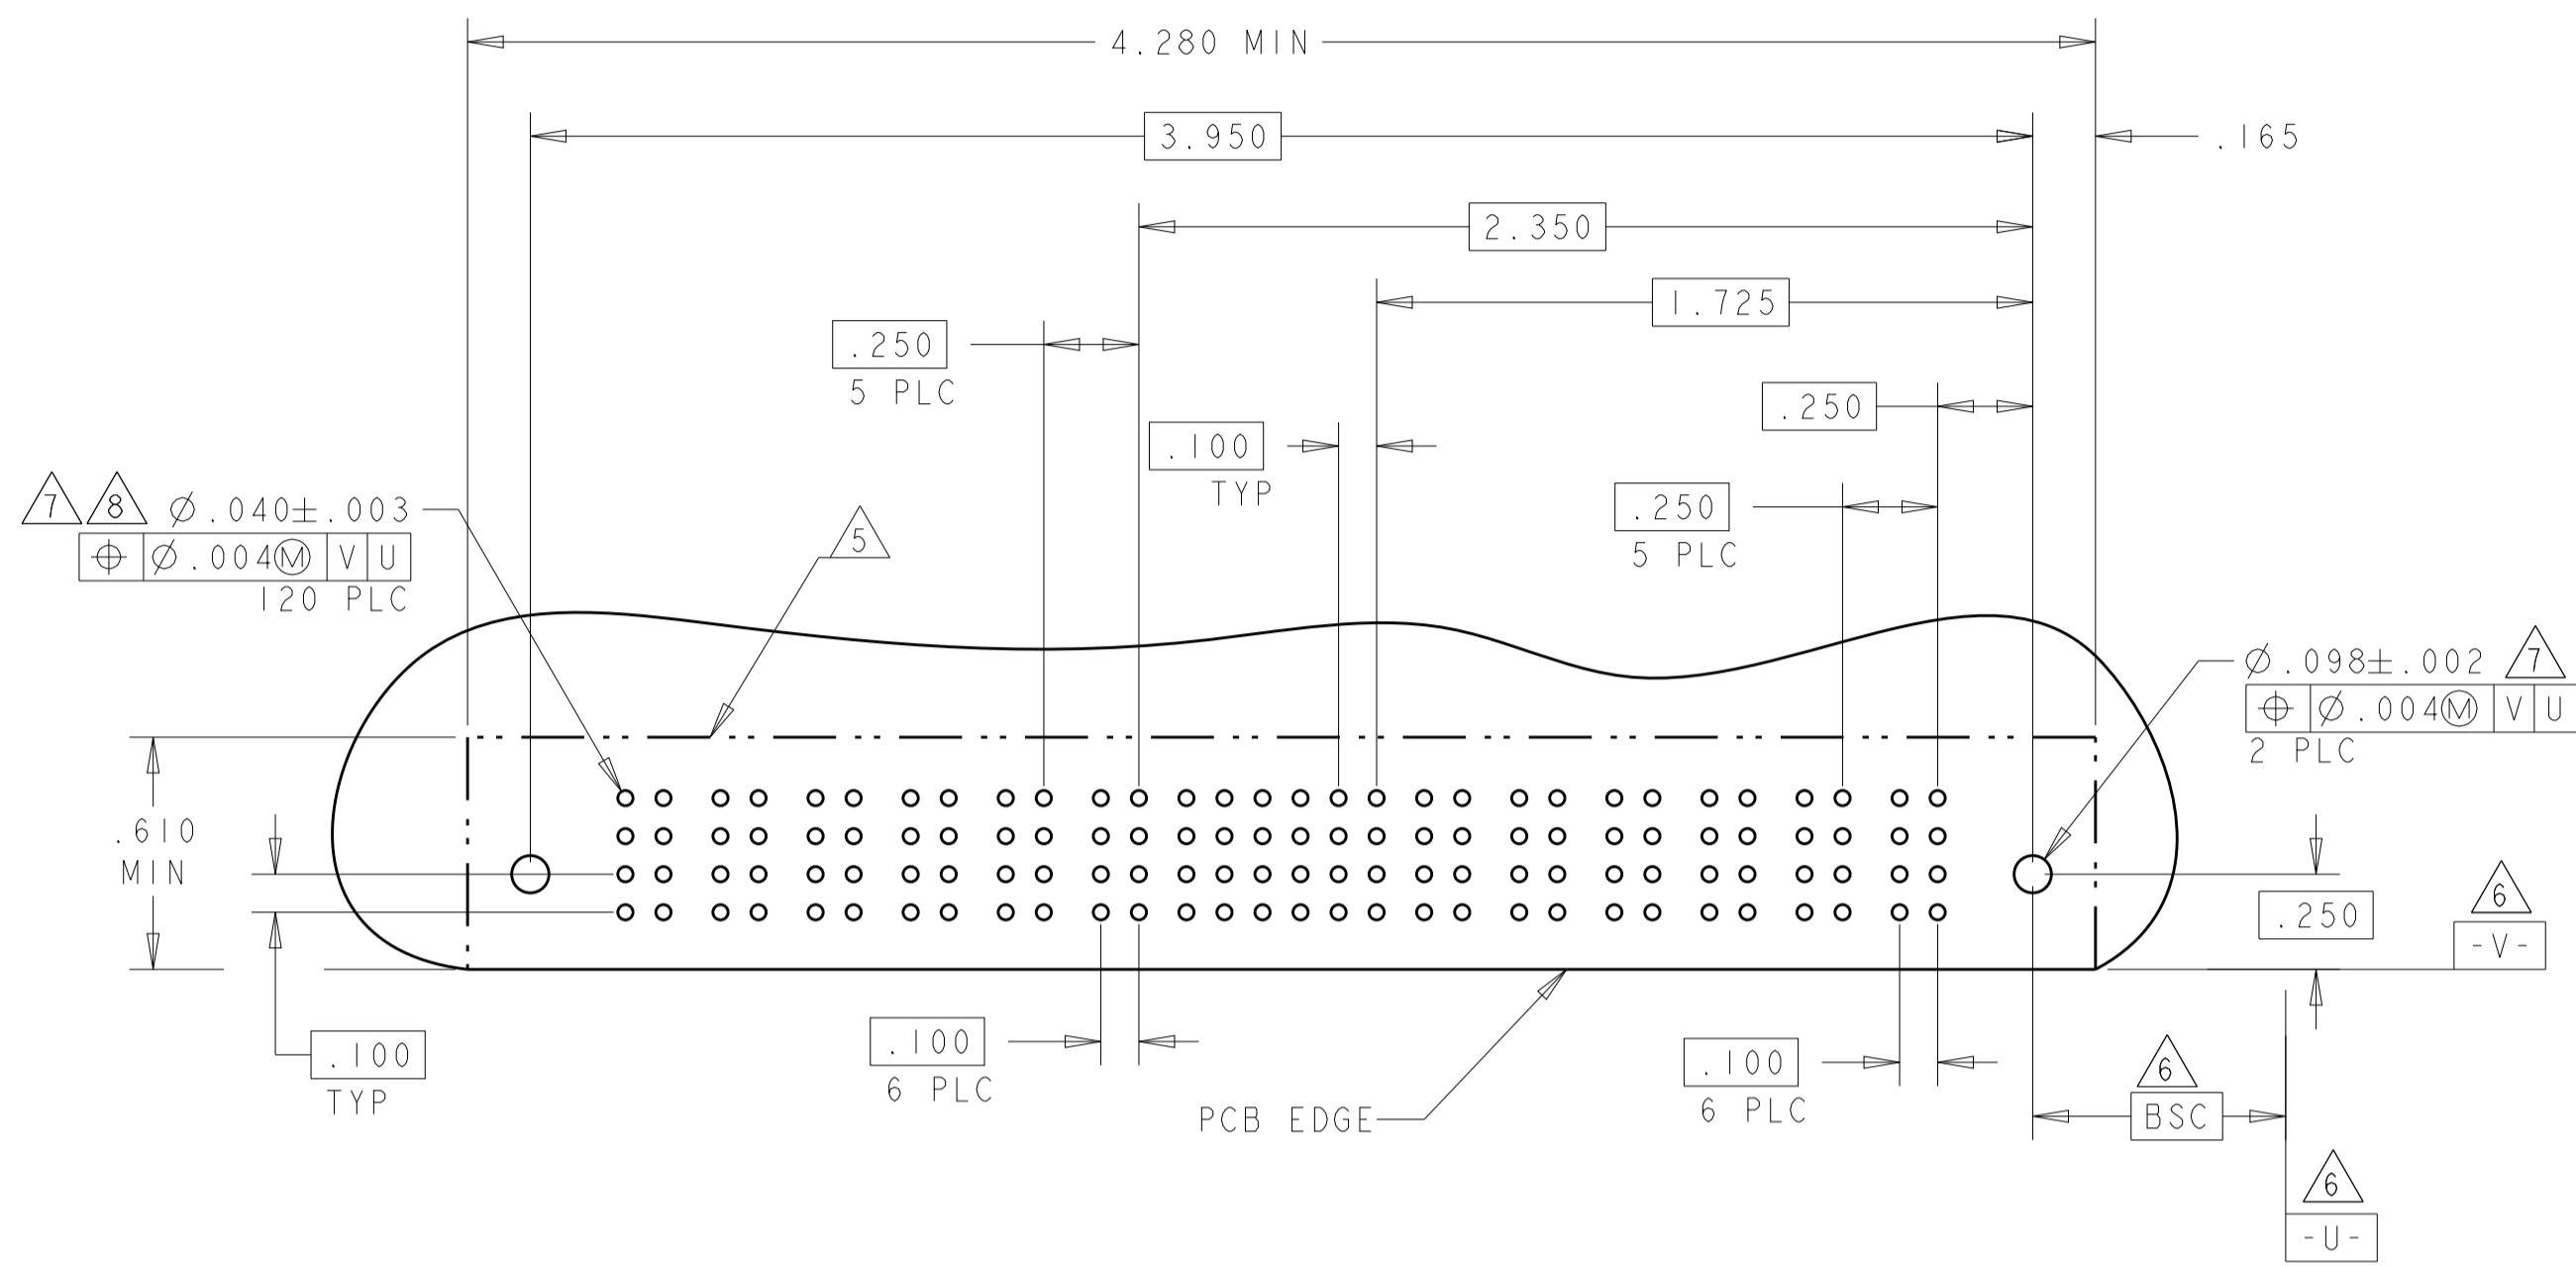 4.280 MIN
3.950
.165
2.350
1.725
.250
5 PLC
.250
.100
TYP
.250
5 PLC
7 8 Ø.040±.003
⌖ Ø.004Ⓜ V U
120 PLC
5
Ø.098±.002 7
⌖ Ø.004Ⓜ V U
2 PLC
.610
MIN
6
.250
-V-
.100
TYP
.100
6 PLC
.100
6 PLC
PCB EDGE
6
BSC
6
-U-